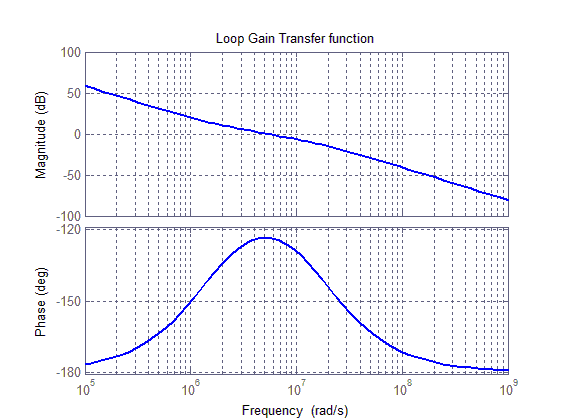 Loop Gain Transfer function
Magnitude (dB)
100
50
0
-50
-100
Phase (deg)
-120
-150
-180
10^5 10^6 10^7 10^8 10^9
Frequency (rad/s)